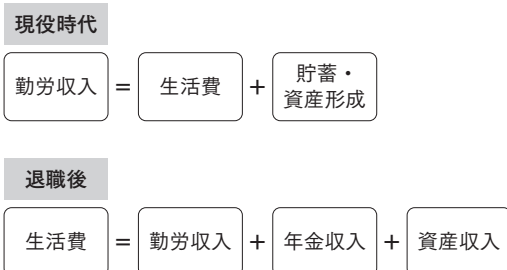 現役時代
勤労収入 = 生活費 + 貯蓄・
資産形成
退職後
生活費 = 勤労収入 + 年金収入 + 資産収入